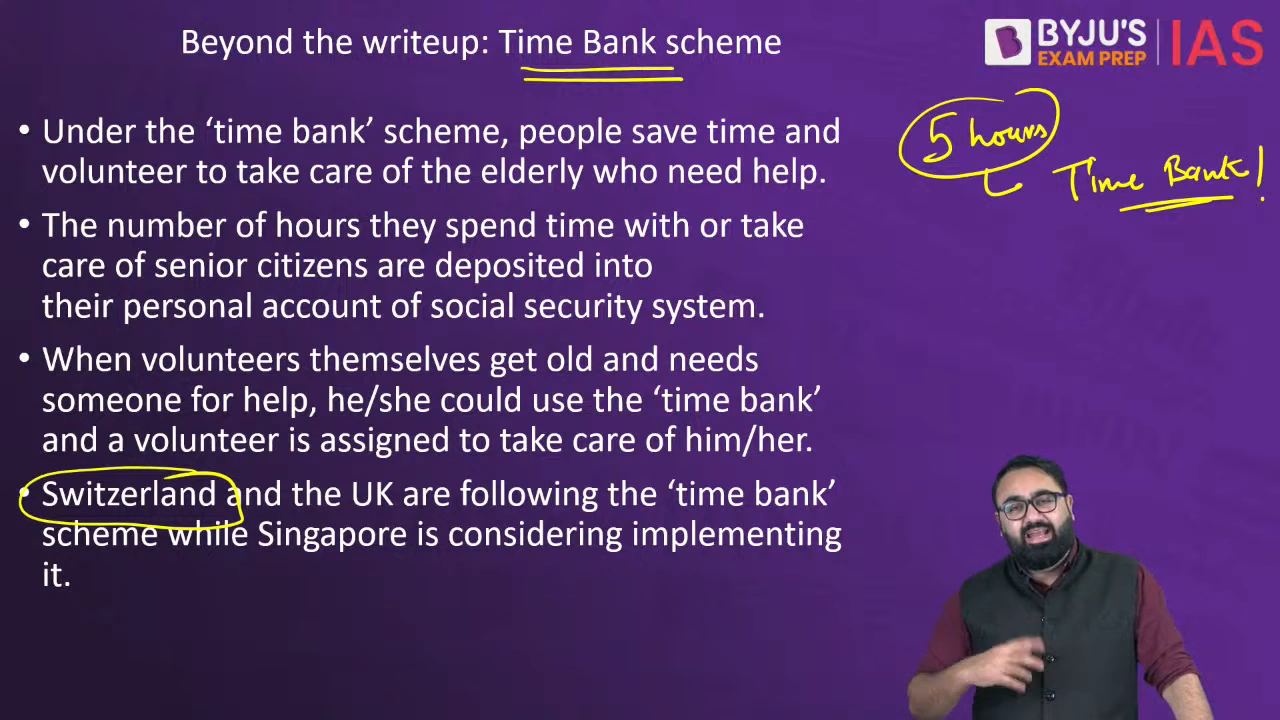 Beyond the writeup: Time Bank scheme
BYJU'S
EXAM PREP
IAS
• Under the ‘time bank’ scheme, people save time and
volunteer to take care of the elderly who need help.
• The number of hours they spend time with or take
care of senior citizens are deposited into
their personal account of social security system.
• When volunteers themselves get old and needs
someone for help, he/she could use the ‘time bank’
and a volunteer is assigned to take care of him/her.
• Switzerland and the UK are following the ‘time bank’
scheme while Singapore is considering implementing
it.
5 hours
Time Bank!